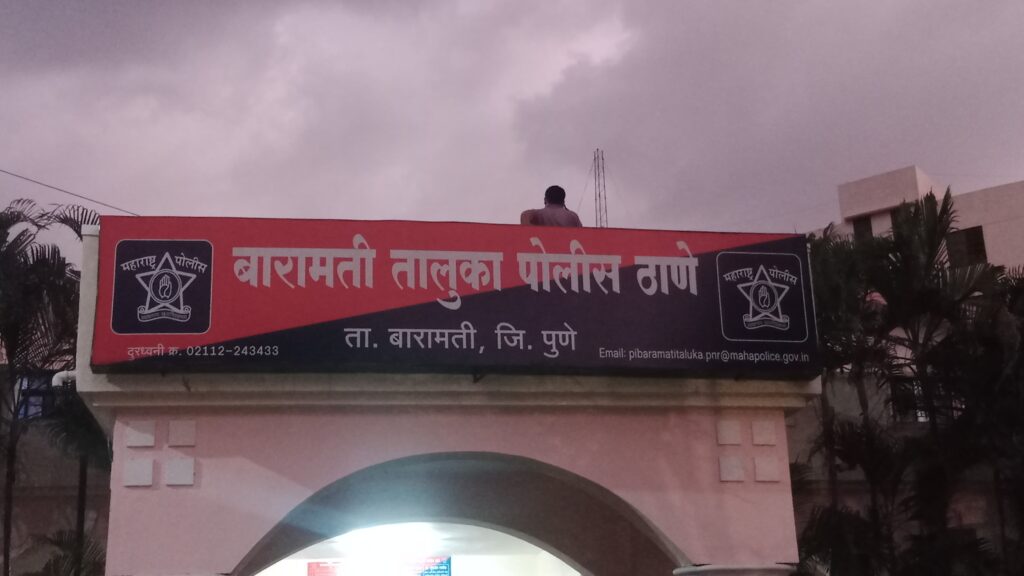 महाराष्ट्र पोलीस
बारामती तालुका पोलीस ठाणे
महाराष्ट्र पोलीस
ता. बारामती, जि. पुणे
दुरध्वनी क्र. 02112-243433
Email: pibaramatitaluka.pnr@mahapolice.gov.in